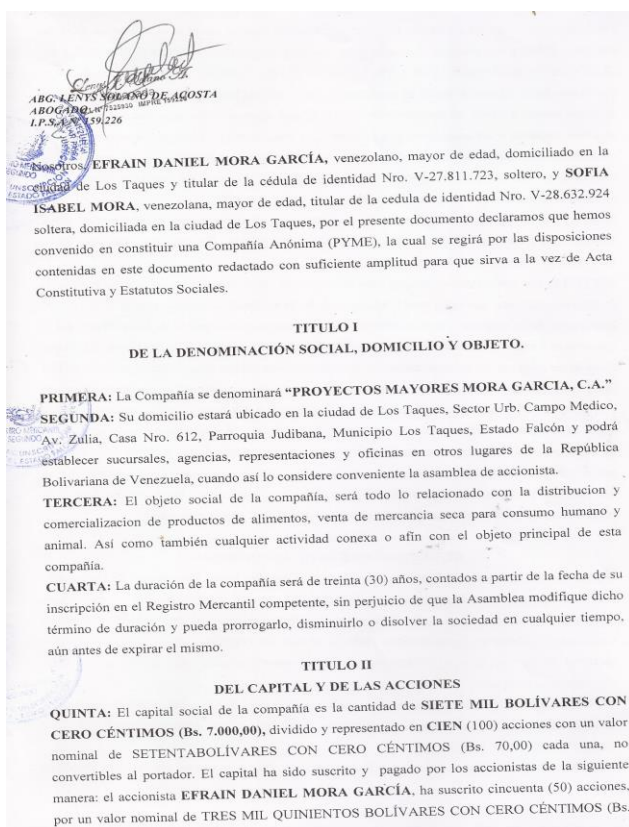 ABG. LENYS SOLANO DE ACOSTA
ABOGADO
I.P.S.A N° 159.226
Nosotros, EFRAIN DANIEL MORA GARCÍA, venezolano, mayor de edad, domiciliado en la
ciudad de Los Taques y titular de la cédula de identidad Nro. V-27.811.723, soltero, y SOFIA
ISABEL MORA, venezolana, mayor de edad, titular de la cedula de identidad Nro. V-28.632.924
soltera, domiciliada en la ciudad de Los Taques, por el presente documento declaramos que hemos
convenido en constituir una Compañía Anónima (PYME), la cual se regirá por las disposiciones
contenidas en este documento redactado con suficiente amplitud para que sirva a la vez de Acta
Constitutiva y Estatutos Sociales.
TITULO I
DE LA DENOMINACIÓN SOCIAL, DOMICILIO Y OBJETO.
PRIMERA: La Compañía se denominará “PROYECTOS MAYORES MORA GARCIA, C.A.”
SEGUNDA: Su domicilio estará ubicado en la ciudad de Los Taques, Sector Urb. Campo Medico,
Av. Zulia, Casa Nro. 612, Parroquia Judibana, Municipio Los Taques, Estado Falcón y podrá
establecer sucursales, agencias, representaciones y oficinas en otros lugares de la República
Bolivariana de Venezuela, cuando así lo considere conveniente la asamblea de accionista.
TERCERA: El objeto social de la compañía, será todo lo relacionado con la distribucion y
comercializacion de productos de alimentos, venta de mercancia seca para consumo humano y
animal. Así como también cualquier actividad conexa o afín con el objeto principal de esta
compañía.
CUARTA: La duración de la compañía será de treinta (30) años, contados a partir de la fecha de su
inscripción en el Registro Mercantil competente, sin perjuicio de que la Asamblea modifique dicho
término de duración y pueda prorrogarlo, disminuirlo o disolver la sociedad en cualquier tiempo,
aún antes de expirar el mismo.
TITULO II
DEL CAPITAL Y DE LAS ACCIONES
QUINTA: El capital social de la compañía es la cantidad de SIETE MIL BOLÍVARES CON
CERO CÉNTIMOS (Bs. 7.000,00), dividido y representado en CIEN (100) acciones con un valor
nominal de SETENTABOLÍVARES CON CERO CÉNTIMOS (Bs. 70,00) cada una, no
convertibles al portador. El capital ha sido suscrito y pagado por los accionistas de la siguiente
manera: el accionista EFRAIN DANIEL MORA GARCÍA, ha suscrito cincuenta (50) acciones,
por un valor nominal de TRES MIL QUINIENTOS BOLÍVARES CON CERO CÉNTIMOS (Bs.